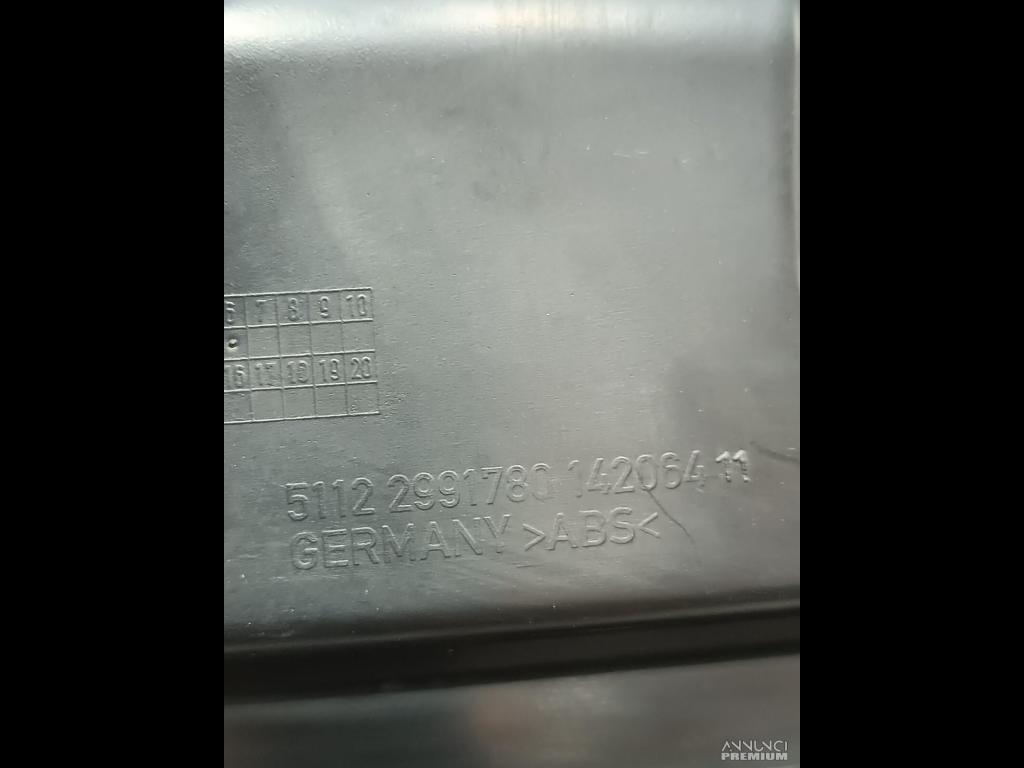 6 7 8 9 10
16 17 18 19 20
5112 2991780 142064 11
GERMANY >ABS<
ANNUNCI
PREMIUM